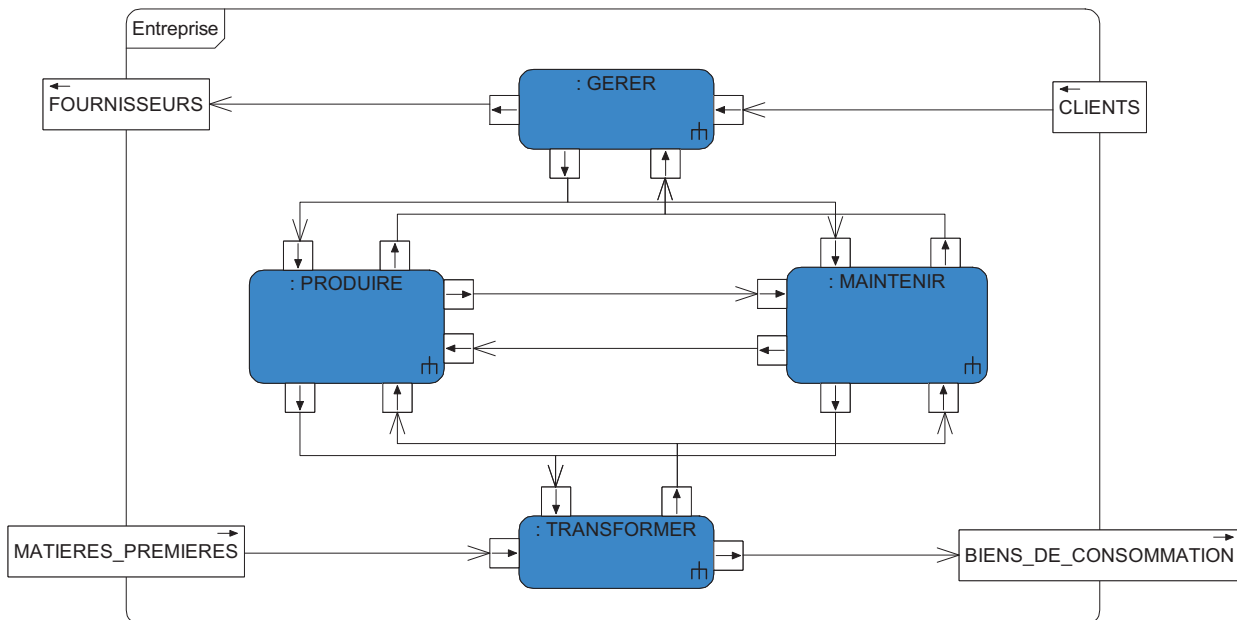 Entreprise
FOURNISSEURS
: GERER
CLIENTS
: PRODUIRE
: MAINTENIR
MATIERES_PREMIERES
: TRANSFORMER
BIENS_DE_CONSOMMATION